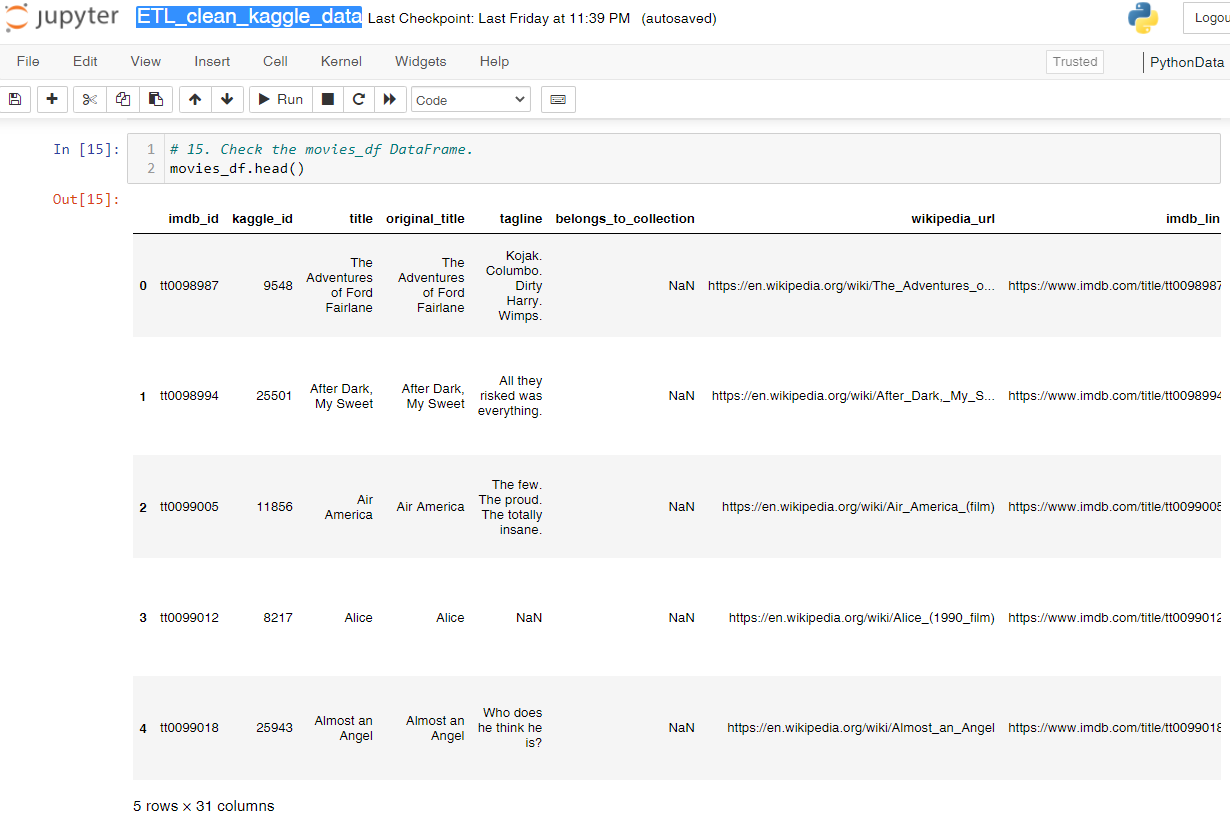 jupyter ETL_clean_kaggle_data Last Checkpoint: Last Friday at 11:39 PM (autosaved)
Logou
File Edit View Insert Cell Kernel Widgets Help
Trusted PythonData
Run
Code
In [15]:
1 # 15. Check the movies_df DataFrame.
2 movies_df.head()
Out[15]:
imdb_id kaggle_id title original_title tagline belongs_to_collection wikipedia_url imdb_lin
0 tt0098987 9548 The Adventures of Ford Fairlane The Adventures of Ford Fairlane Kojak. Columbo. Dirty Harry. Wimps. NaN https://en.wikipedia.org/wiki/The_Adventures_o... https://www.imdb.com/title/tt0098987
1 tt0098994 25501 After Dark, My Sweet After Dark, My Sweet All they risked was everything. NaN https://en.wikipedia.org/wiki/After_Dark,_My_S... https://www.imdb.com/title/tt0098994
2 tt0099005 11856 Air America Air America The few. The proud. The totally insane. NaN https://en.wikipedia.org/wiki/Air_America_(film) https://www.imdb.com/title/tt0099005
3 tt0099012 8217 Alice Alice NaN NaN https://en.wikipedia.org/wiki/Alice_(1990_film) https://www.imdb.com/title/tt0099012
4 tt0099018 25943 Almost an Angel Almost an Angel Who does he think he is? NaN https://en.wikipedia.org/wiki/Almost_an_Angel https://www.imdb.com/title/tt0099018
5 rows × 31 columns